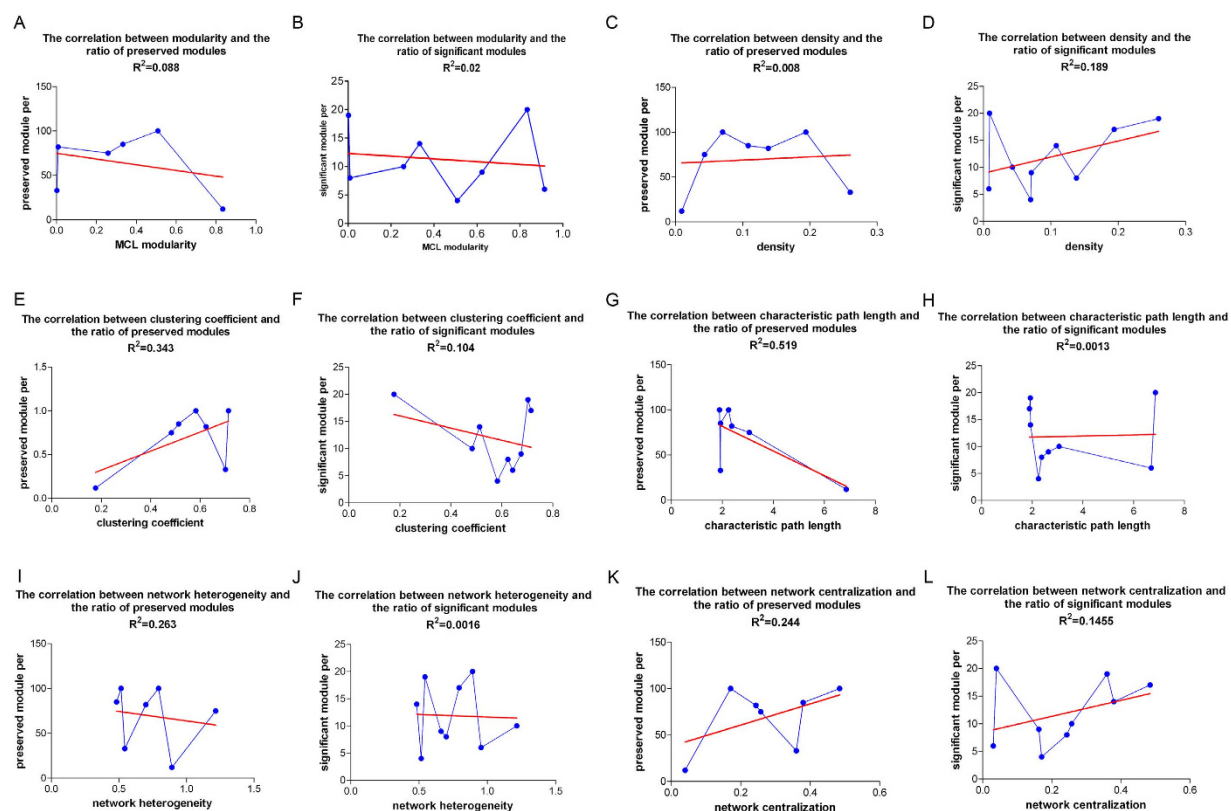 A
The correlation between modularity and the
ratio of preserved modules
R²=0.088
preserved module per
150
100
50
0
0.0 0.2 0.4 0.6 0.8 1.0
MCL modularity
B
The correlation between modularity and the
ratio of significant modules
R²=0.02
significant module per
25
20
15
10
5
0
0.0 0.2 0.4 0.6 0.8 1.0
MCL modularity
C
The correlation between density and the
ratio of preserved modules
R²=0.008
preserved module per
150
100
50
0
0.0 0.1 0.2 0.3
density
D
The correlation between density and the
ratio of significant modules
R²=0.189
significant module per
25
20
15
10
5
0
0.0 0.1 0.2 0.3
density
E
The correlation between clustering coefficient and
the ratio of preserved modules
R²=0.343
preserved module per
1.5
1.0
0.5
0.0
0.0 0.2 0.4 0.6 0.8
clustering coefficient
F
The correlation between clustering coefficient and
the ratio of significant modules
R²=0.104
significant module per
25
20
15
10
5
0
0.0 0.2 0.4 0.6 0.8
clustering coefficient
G
The correlation between characteristic path length and
the ratio of preserved modules
R²=0.519
preserved module per
150
100
50
0
0 2 4 6 8
characteristic path length
H
The correlation between characteristic path length and
the ratio of significant modules
R²=0.0013
significant module per
25
20
15
10
5
0
0 2 4 6 8
characteristic path length
I
The correlation between network heterogeneity and
the ratio of preserved modules
R²=0.263
preserved module per
150
100
50
0
0.0 0.5 1.0 1.5
network heterogeneity
J
The correlation between network heterogeneity and
the ratio of significant modules
R²=0.0016
significant module per
25
20
15
10
5
0
0.0 0.5 1.0 1.5
network heterogeneity
K
The correlation between network centralization and
the ratio of preserved modules
R²=0.244
preserved module per
150
100
50
0
0.0 0.2 0.4 0.6
network centralization
L
The correlation between network centralization and
the ratio of significant modules
R²=0.1455
significant module per
25
20
15
10
5
0
0.0 0.2 0.4 0.6
network centralization